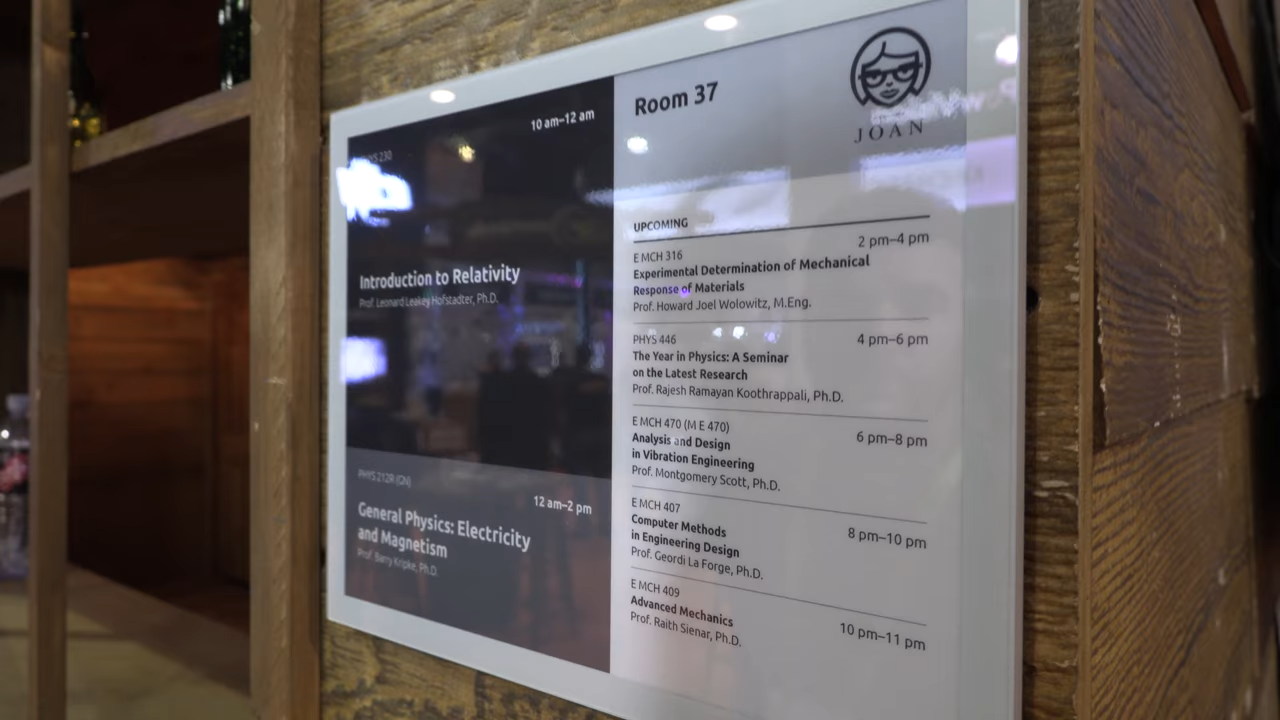 10 am–12 am
PHYS 230
Introduction to Relativity
Prof. Leonard Leakey Hofstadter, Ph.D.
PHYS 212R (GN)
12 am–2 pm
General Physics: Electricity
and Magnetism
Prof. Barry Kripke, Ph.D.
Room 37
JOAN
UPCOMING
E MCH 316
2 pm–4 pm
Experimental Determination of Mechanical
Response of Materials
Prof. Howard Joel Wolowitz, M.Eng.
PHYS 446
4 pm–6 pm
The Year in Physics: A Seminar
on the Latest Research
Prof. Rajesh Ramayan Koothrappali, Ph.D.
E MCH 470 (M E 470)
6 pm–8 pm
Analysis and Design
in Vibration Engineering
Prof. Montgomery Scott, Ph.D.
E MCH 407
8 pm–10 pm
Computer Methods
in Engineering Design
Prof. Geordi La Forge, Ph.D.
E MCH 409
10 pm–11 pm
Advanced Mechanics
Prof. Raith Sienar, Ph.D.